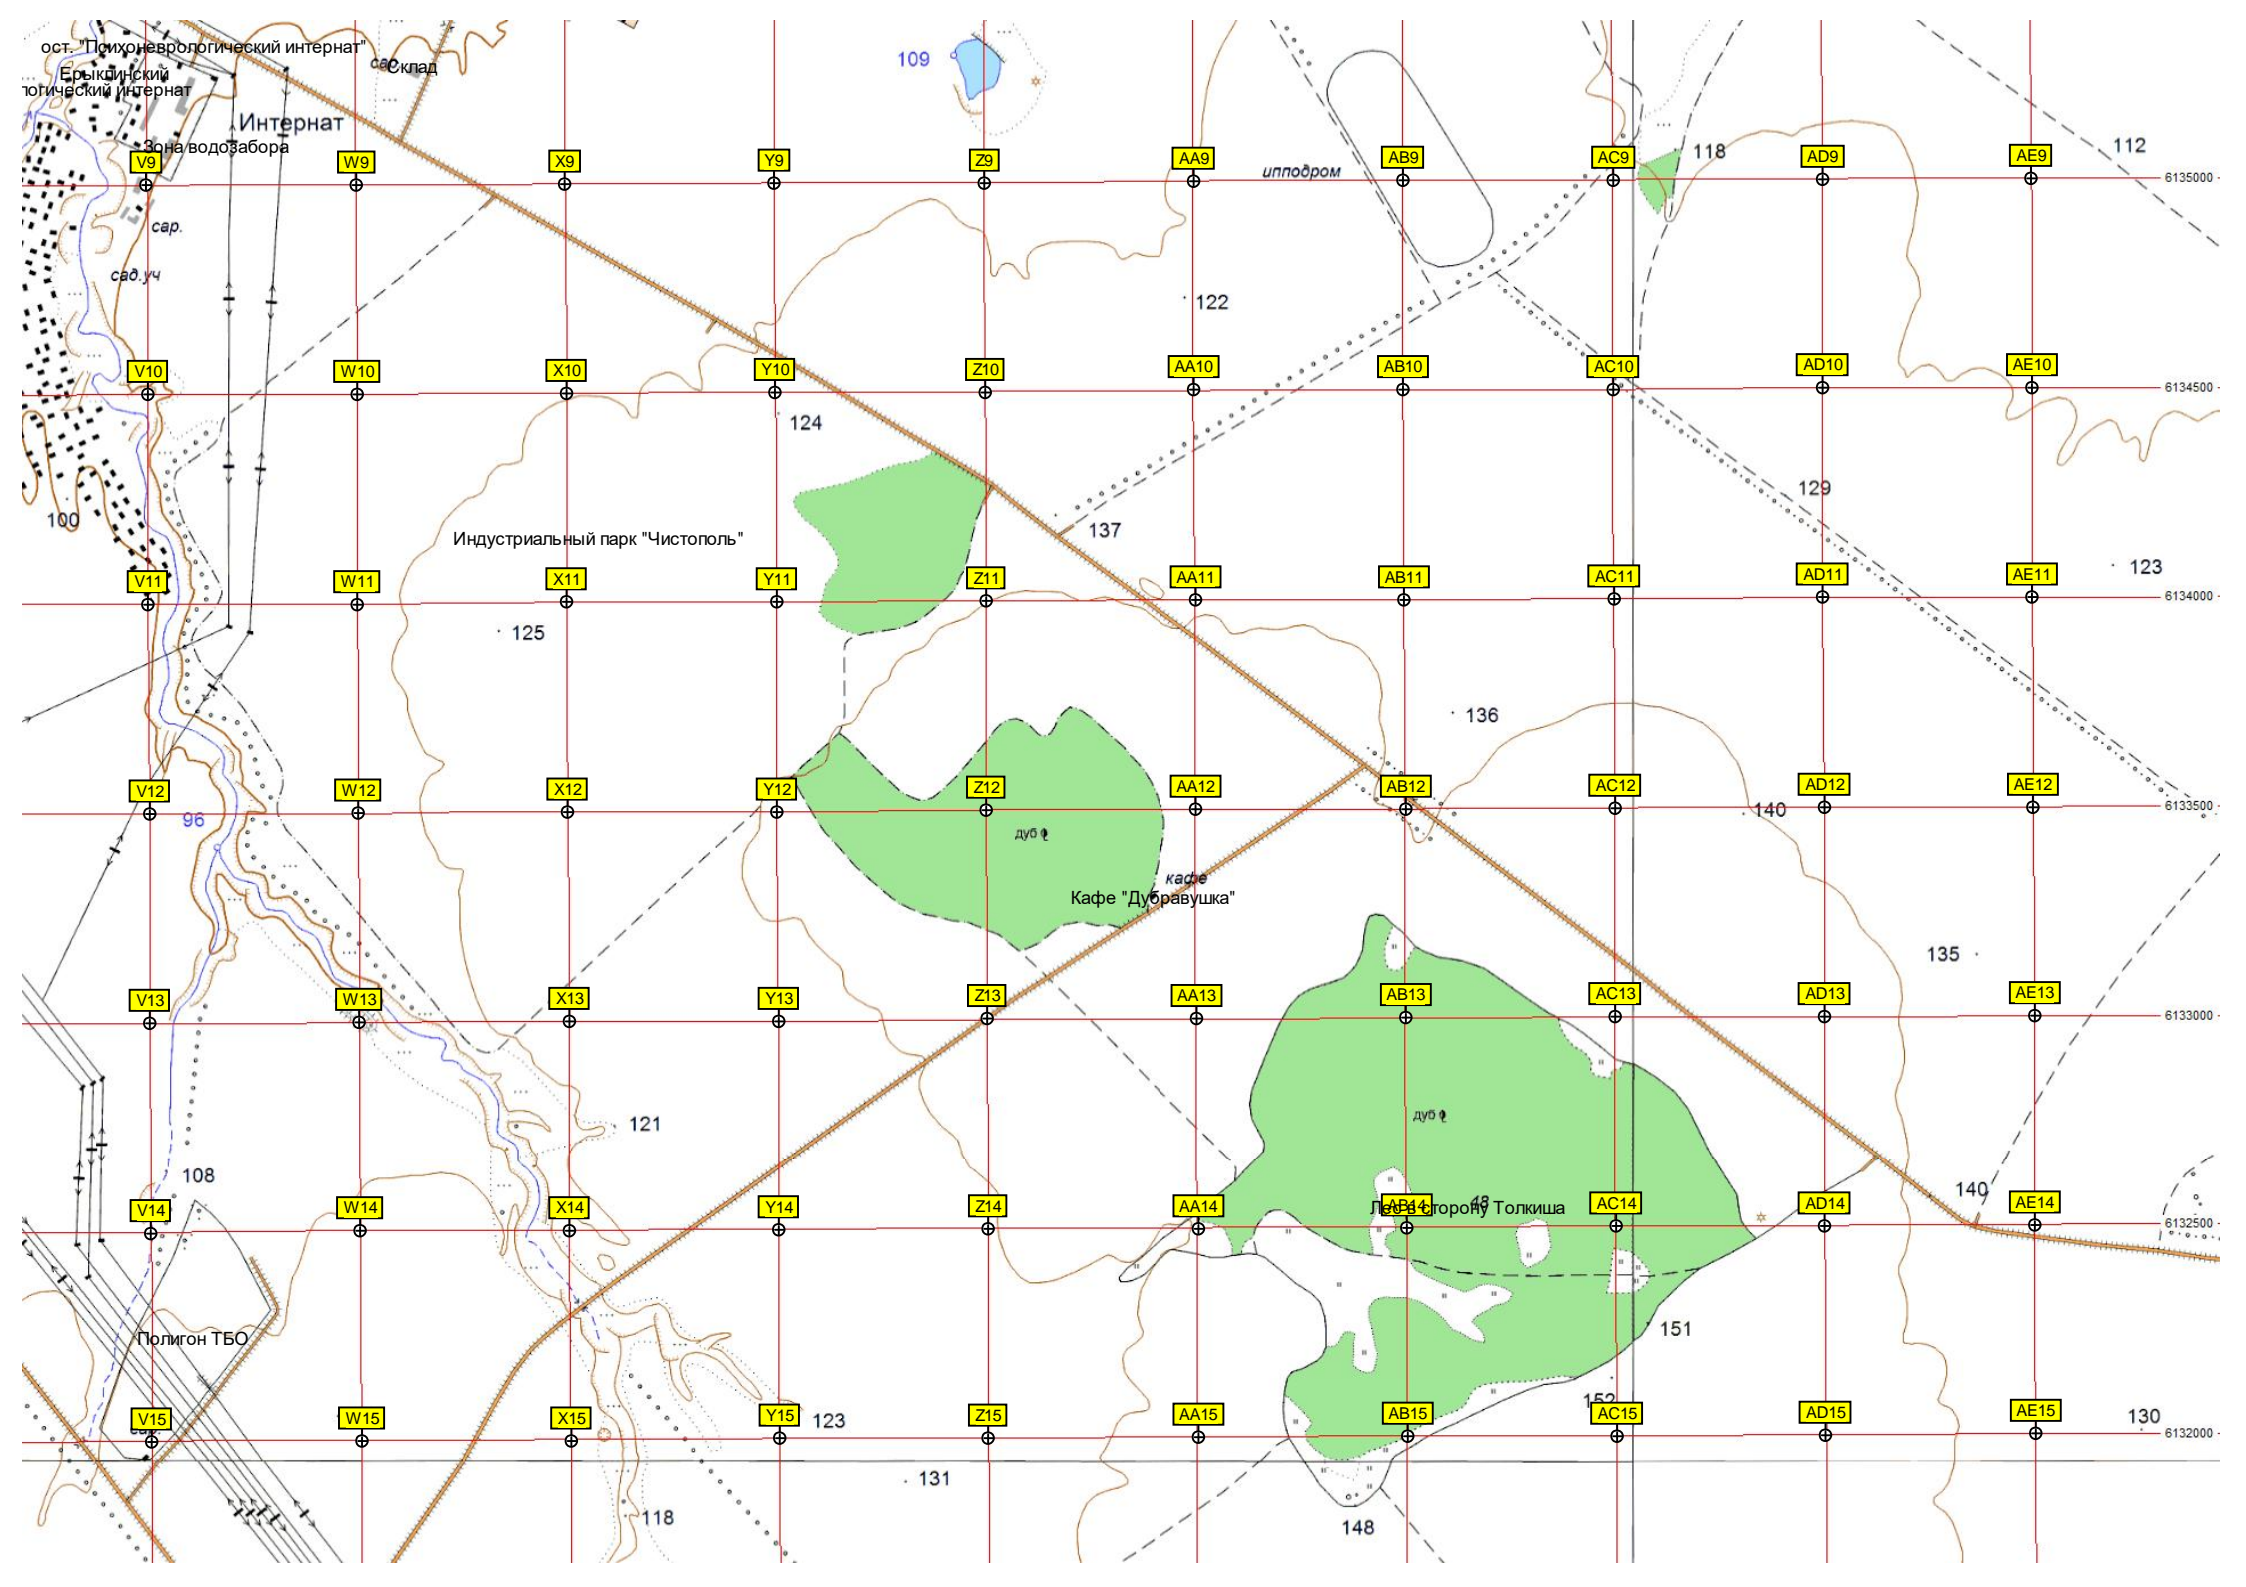 ост. "Психоневрологический интернат"
109
Склад
Ерыклинский
логический интернат
Интернат
Зона водозабора
112
118
V9 W9 X9 Y9 Z9 AA9 AB9 AC9 AD9 AE9
ипподром
6135000
сар.
сад.уч
122
V10 W10 X10 Y10 Z10 AA10 AB10 AC10 AD10 AE10
6134500
124
129
100
137
Индустриальный парк "Чистополь"
123
V11 W11 X11 Y11 Z11 AA11 AB11 AC11 AD11 AE11
6134000
125
136
V12 W12 X12 Y12 Z12 AA12 AB12 AC12 AD12 AE12
6133500
140
96
дуб
кафе
Кафе "Дубравушка"
135
V13 W13 X13 Y13 Z13 AA13 AB13 AC13 AD13 AE13
6133000
дуб
121
108
140
V14 W14 X14 Y14 Z14 AA14 AB14 AC14 AD14 AE14
Лес в сторону Толкиша
48
6132500
151
Полигон ТБО
152
V15 W15 X15 Y15 Z15 AA15 AB15 AC15 AD15 AE15
123
130
6132000
131
118
148